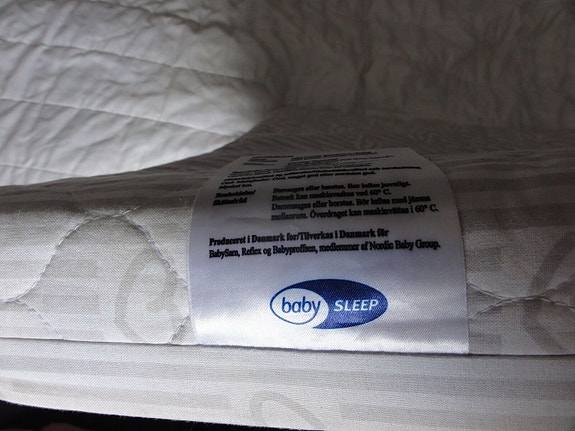 Støvsuges eller børstes. Bør luftes jævnligt.
Betræk kan maskinvaskes ved 60° C.
Dammsuges eller borstas. Bör luftas med jämna
mellanrum. Överdraget kan maskintvättas i 60° C.
Produceret i Danmark for/Tillverkas i Danmark för
BabySam, Reflex og Babyproffsen, medlemmer af Nordic Baby Group.
baby SLEEP